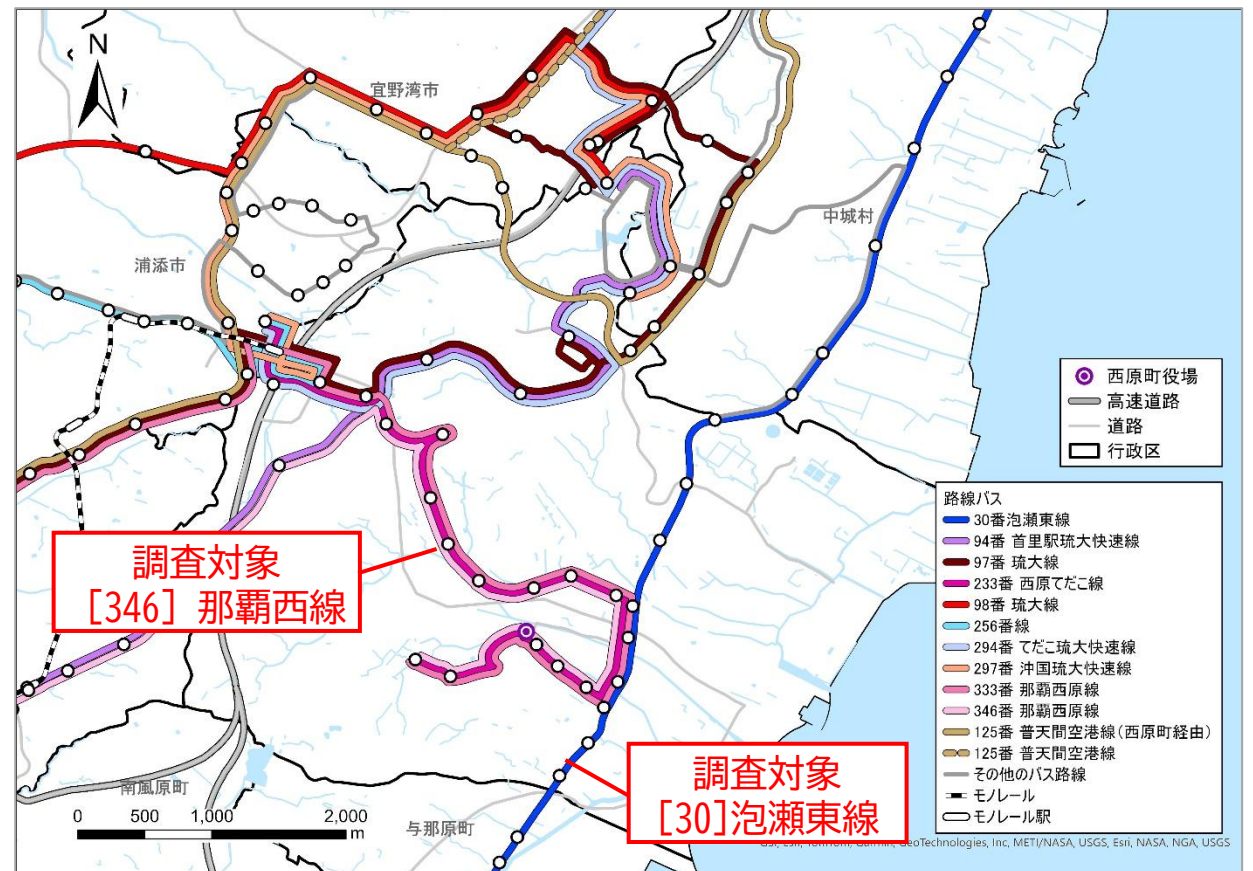 N
宜野湾市
中城村
浦添市
西原町役場
高速道路
道路
行政区
路線バス
30番泡瀬東線
94番 首里駅琉大快速線
97番 琉大線
233番 西原てだこ線
98番 琉大線
256番線
294番 てだこ琉大快速線
297番 沖国琉大快速線
333番 那覇西原線
346番 那覇西原線
125番 普天間空港線(西原町経由)
125番 普天間空港線
その他のバス路線
モノレール
モノレール駅
調査対象
[346] 那覇西線
調査対象
[30]泡瀬東線
南風原町
与那原町
0 500 1,000 2,000
m
GeoTechnologies, Inc, METI/NASA, USGS, Esri, NASA, NGA, USGS